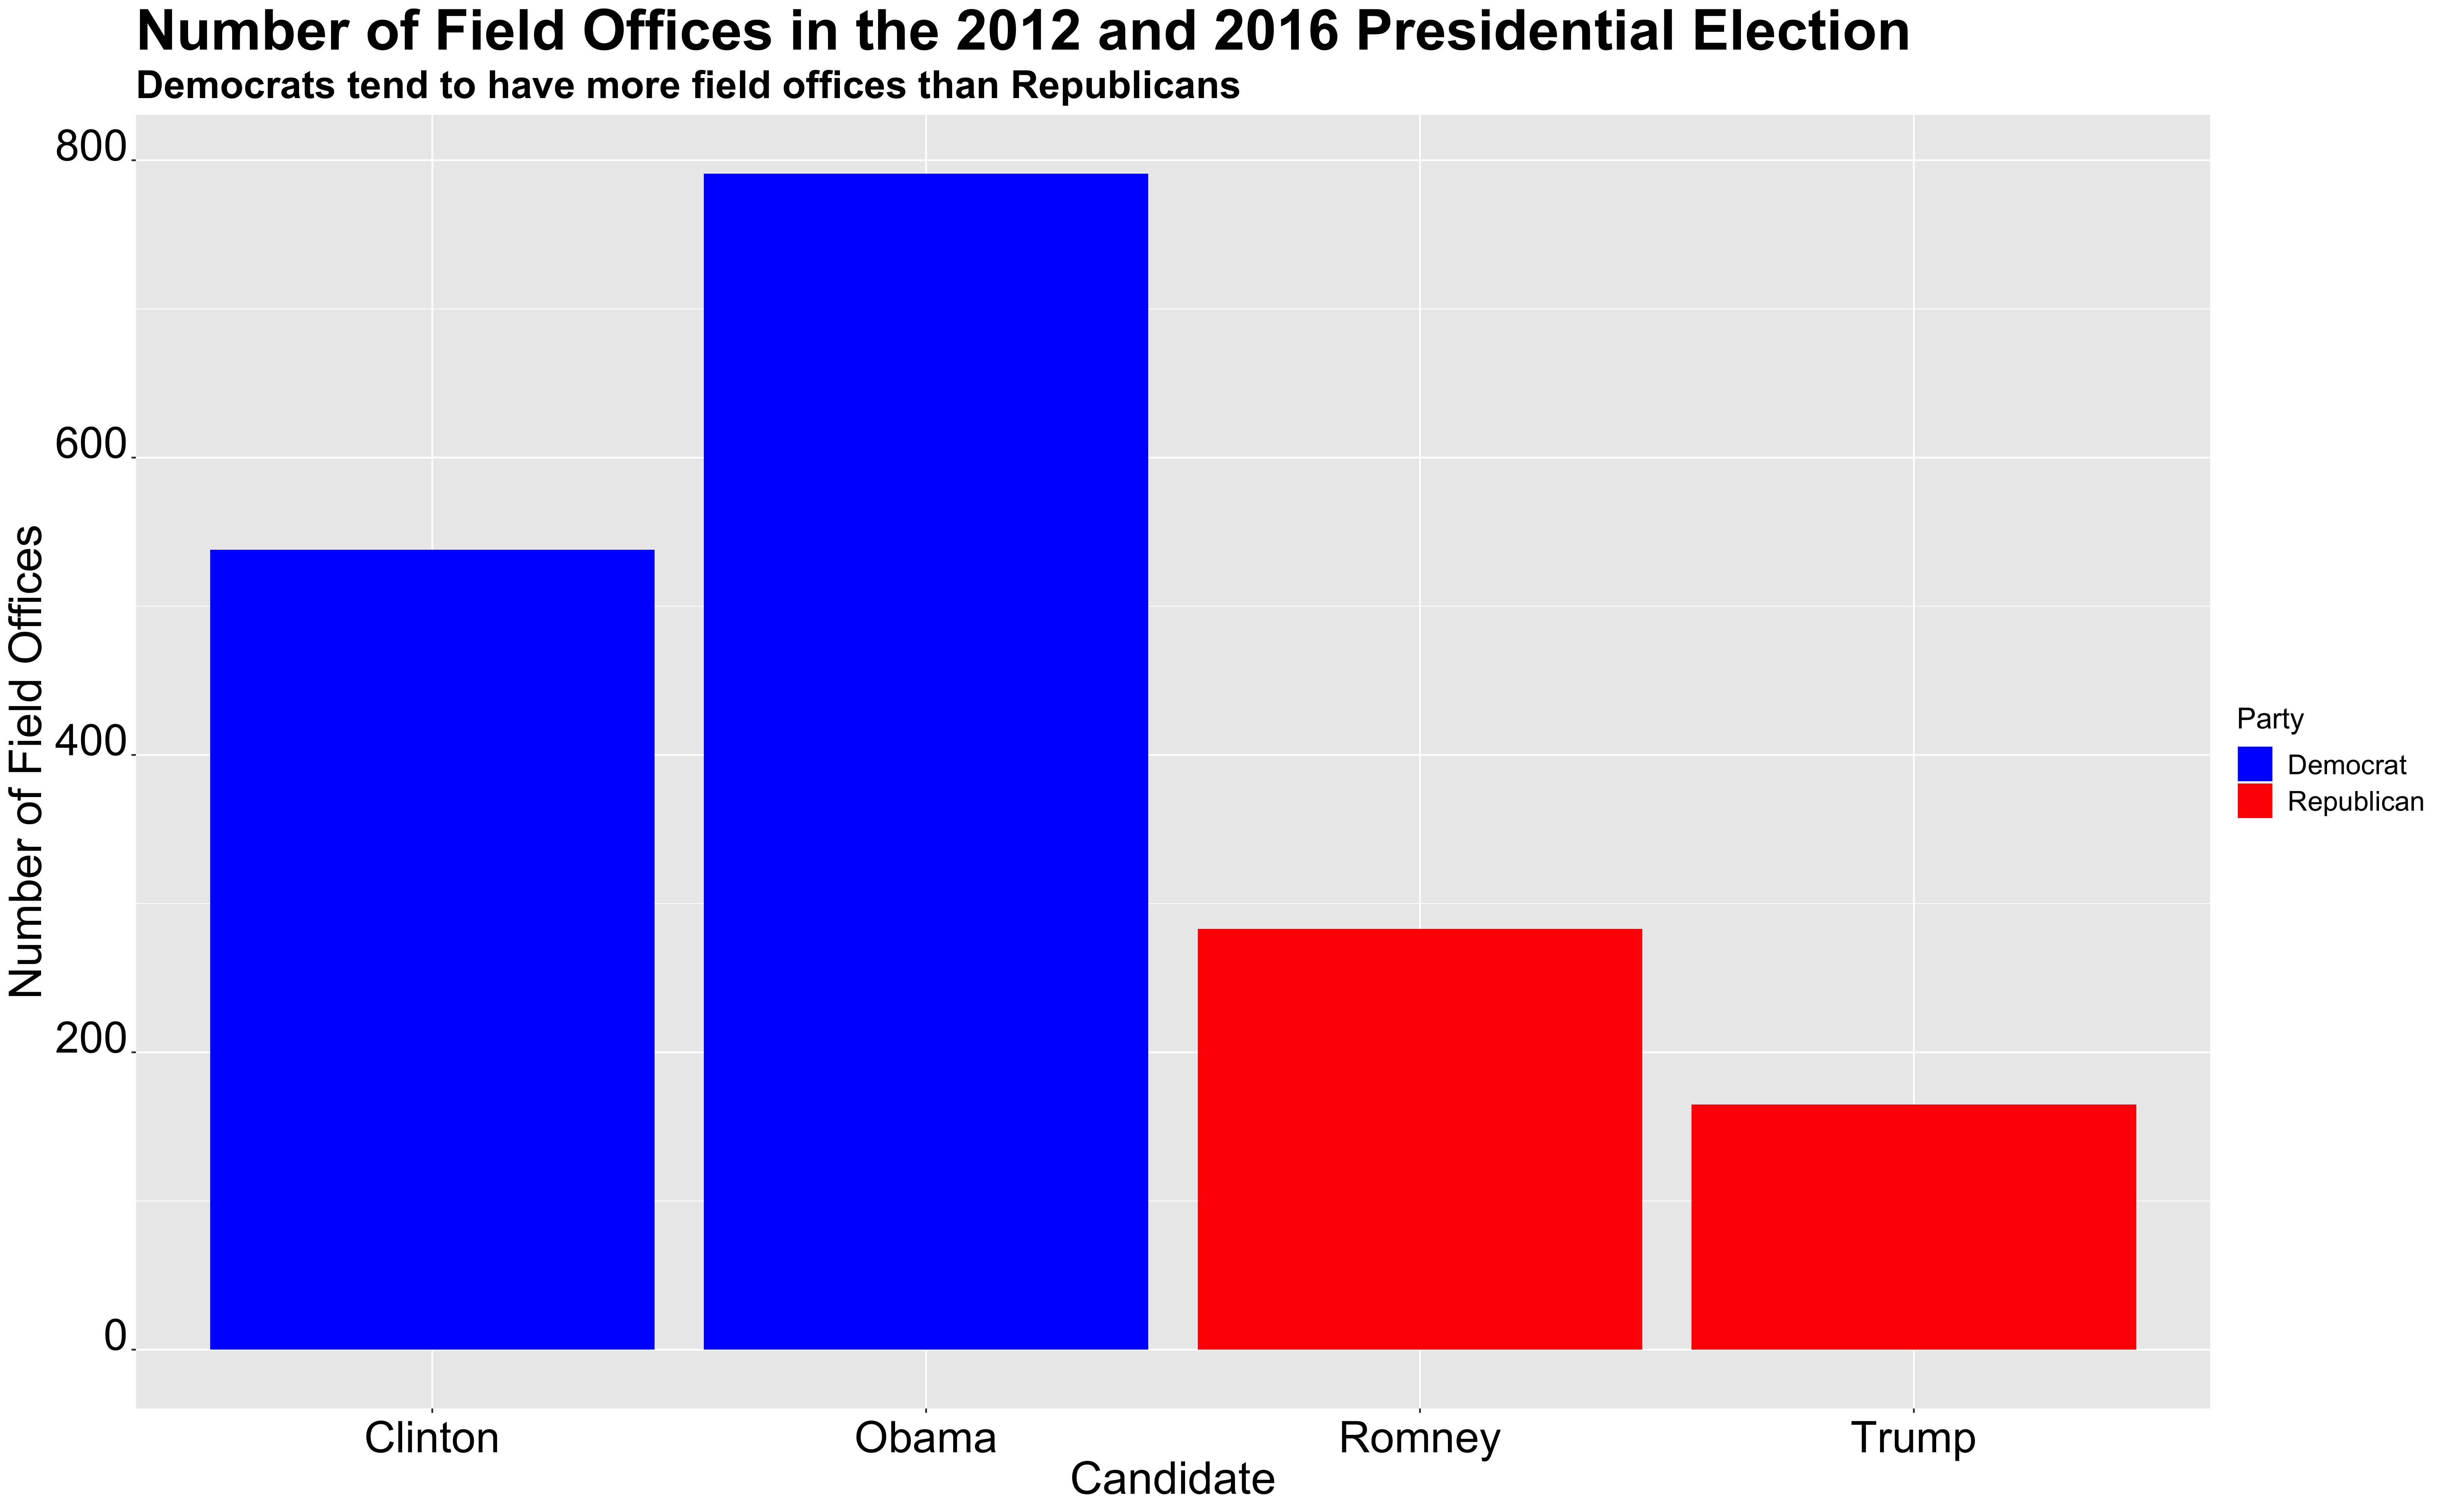 Number of Field Offices in the 2012 and 2016 Presidential Election
Democrats tend to have more field offices than Republicans
800
600
400
200
0
Number of Field Offices
Clinton
Obama
Romney
Trump
Candidate
Party
Democrat
Republican